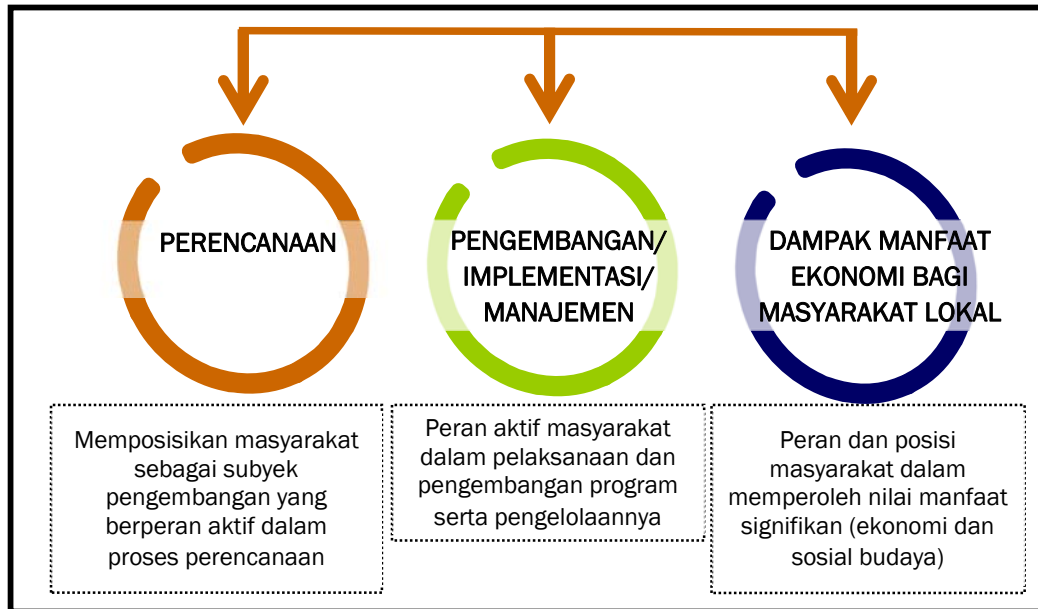 PERENCANAAN
Memposisikan masyarakat
sebagai subyek
pengembangan yang
berperan aktif dalam
proses perencanaan
PENGEMBANGAN/
IMPLEMENTASI/
MANAJEMEN
Peran aktif masyarakat
dalam pelaksanaan dan
pengembangan program
serta pengelolaannya
DAMPAK MANFAAT
EKONOMI BAGI
MASYARAKAT LOKAL
Peran dan posisi
masyarakat dalam
memperoleh nilai manfaat
signifikan (ekonomi dan
sosial budaya)